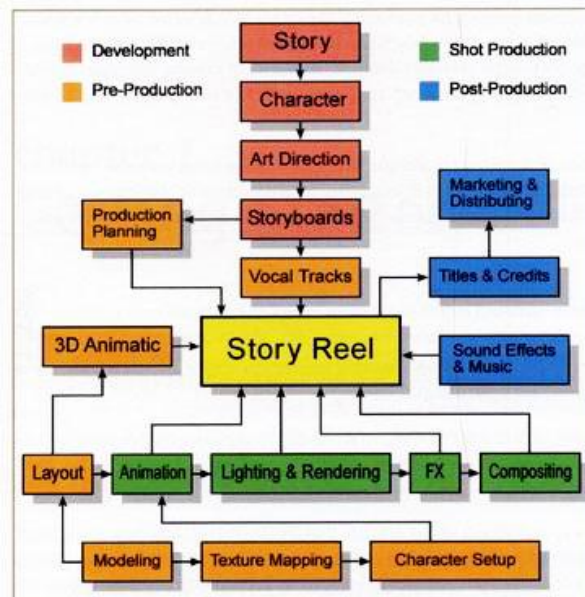 Story
Development
Shot Production
Pre-Production
Post-Production
Character
Art Direction
Marketing &
Distributing
Production
Planning
Storyboards
Vocal Tracks
Titles & Credits
3D Animatic
Story Reel
Sound Effects
& Music
Layout
Animation
Lighting & Rendering
FX
Compositing
Modeling
Texture Mapping
Character Setup